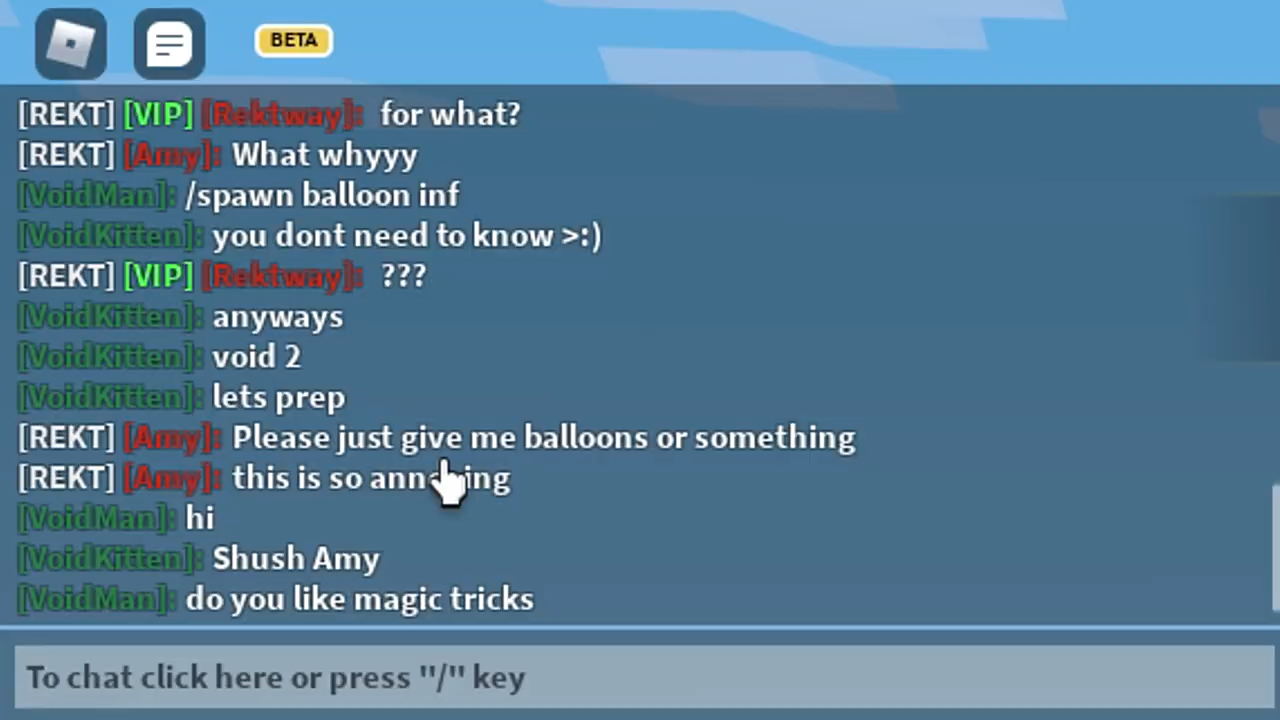 BETA
[REKT] [VIP] [Rektway]: for what?
[REKT] [Amy]: What whyyy
[VoidMan]: /spawn balloon inf
[VoidKitten]: you dont need to know >:)
[REKT] [VIP] [Rektway]: ???
[VoidKitten]: anyways
[VoidKitten]: void 2
[VoidKitten]: lets prep
[REKT] [Amy]: Please just give me balloons or something
[REKT] [Amy]: this is so annoying
[VoidMan]: hi
[VoidKitten]: Shush Amy
[VoidMan]: do you like magic tricks
To chat click here or press "/" key